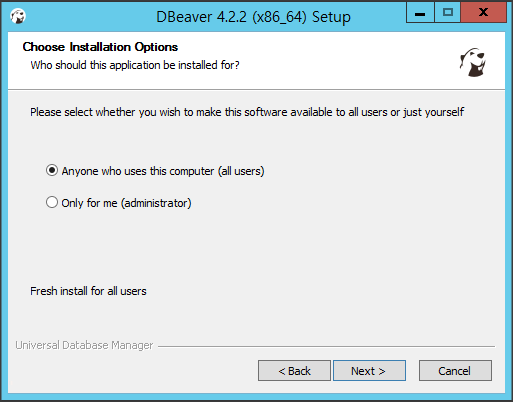 DBeaver 4.2.2 (x86_64) Setup
Choose Installation Options
Who should this application be installed for?
Please select whether you wish to make this software available to all users or just yourself
Anyone who uses this computer (all users)
Only for me (administrator)
Fresh install for all users
Universal Database Manager
< Back
Next >
Cancel